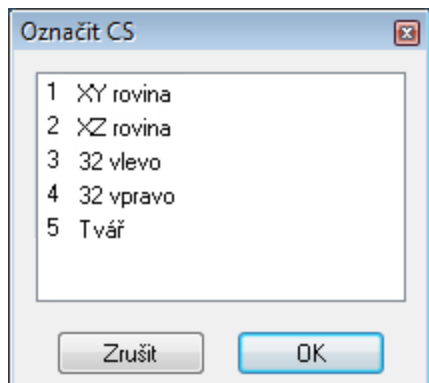 Označit CS
1 XY rovina
2 XZ rovina
3 32 vlevo
4 32 vpravo
5 Tvář
Zrušit OK